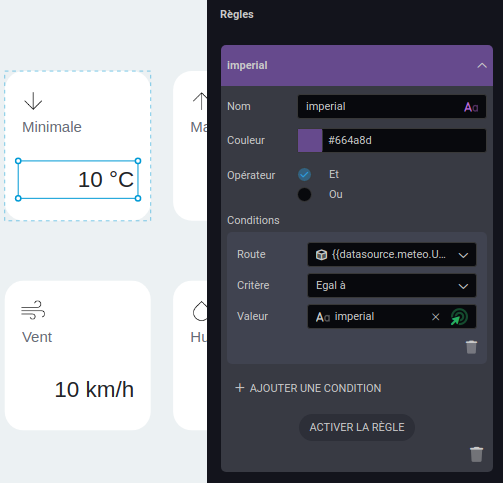 Minimale
10 °C
Ma
Vent
10 km/h
Hu
Règles
imperial
Nom
imperial
Couleur
#664a8d
Opérateur
Et
Ou
Conditions
Route
{{datasource.meteo.U...
Critère
Egal à
Valeur
imperial
AJOUTER UNE CONDITION
ACTIVER LA RÈGLE